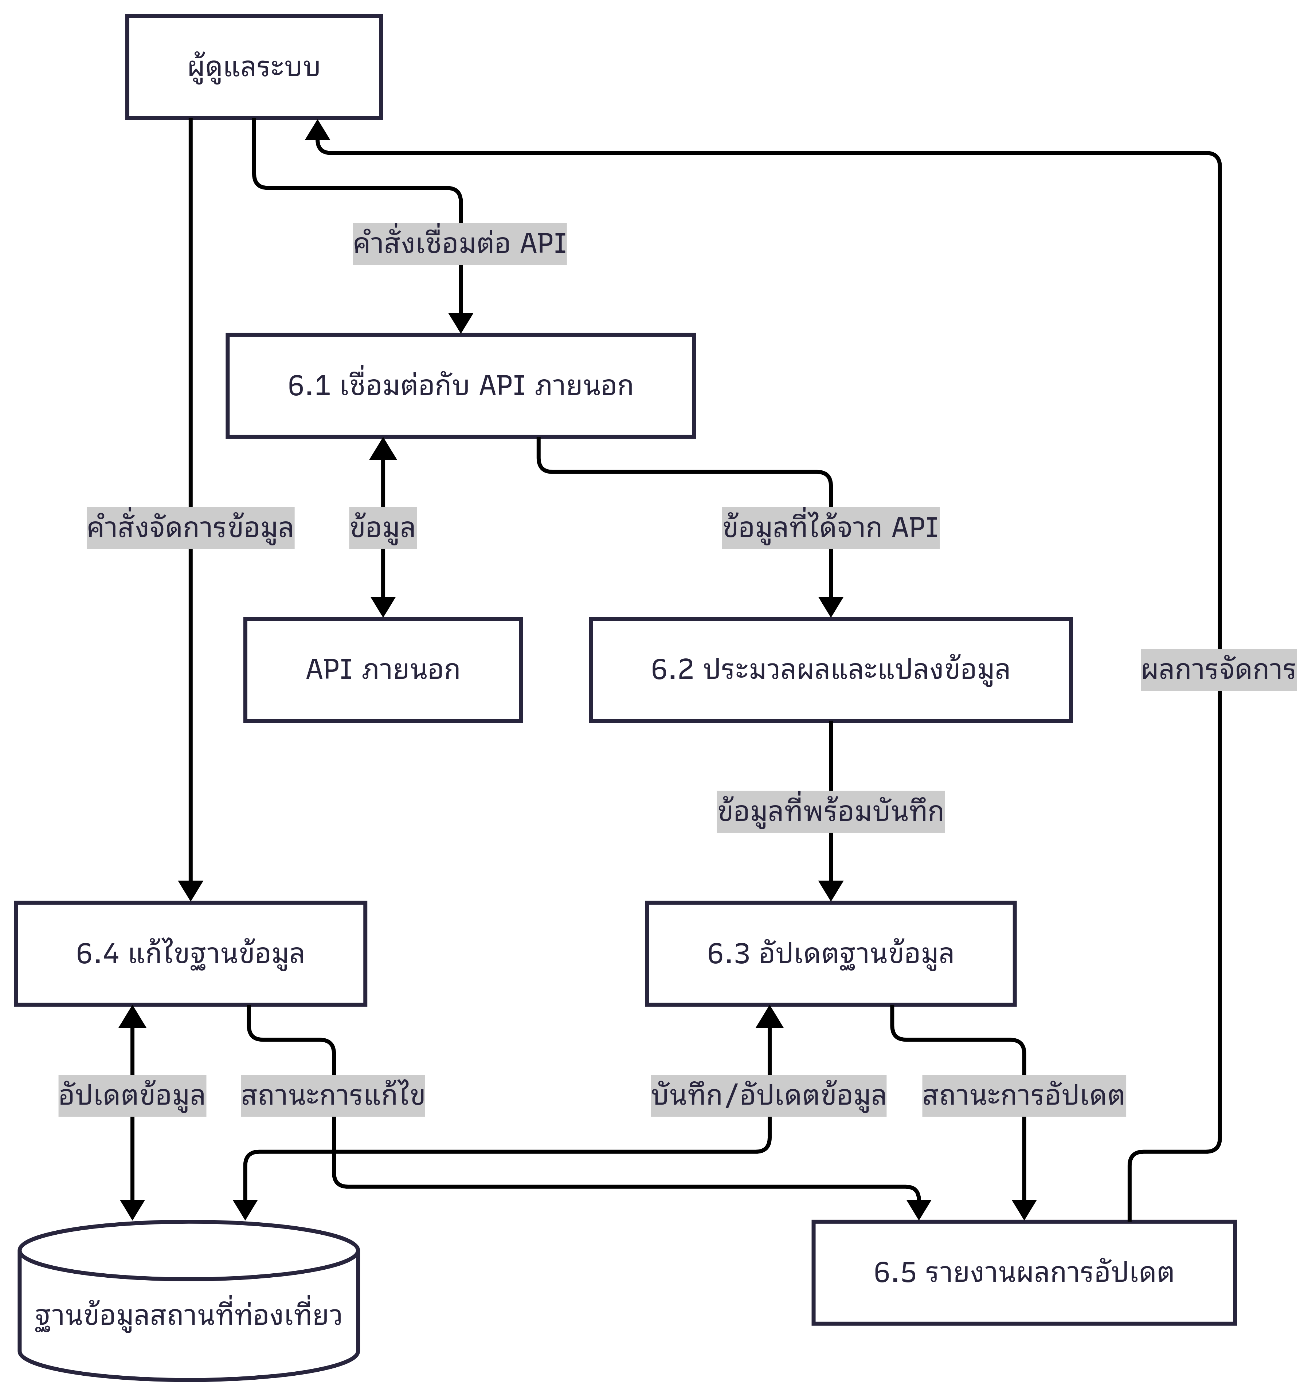 ผู้ดูแลระบบ
คำสั่งเชื่อมต่อ API
6.1 เชื่อมต่อกับ API ภายนอก
คำสั่งจัดการข้อมูล
ข้อมูล
ข้อมูลที่ได้จาก API
API ภายนอก
6.2 ประมวลผลและแปลงข้อมูล
ผลการจัดการ
ข้อมูลที่พร้อมบันทึก
6.4 แก้ไขฐานข้อมูล
6.3 อัปเดตฐานข้อมูล
อัปเดตข้อมูล
สถานะการแก้ไข
บันทึก/อัปเดตข้อมูล
สถานะการอัปเดต
6.5 รายงานผลการอัปเดต
ฐานข้อมูลสถานที่ท่องเที่ยว